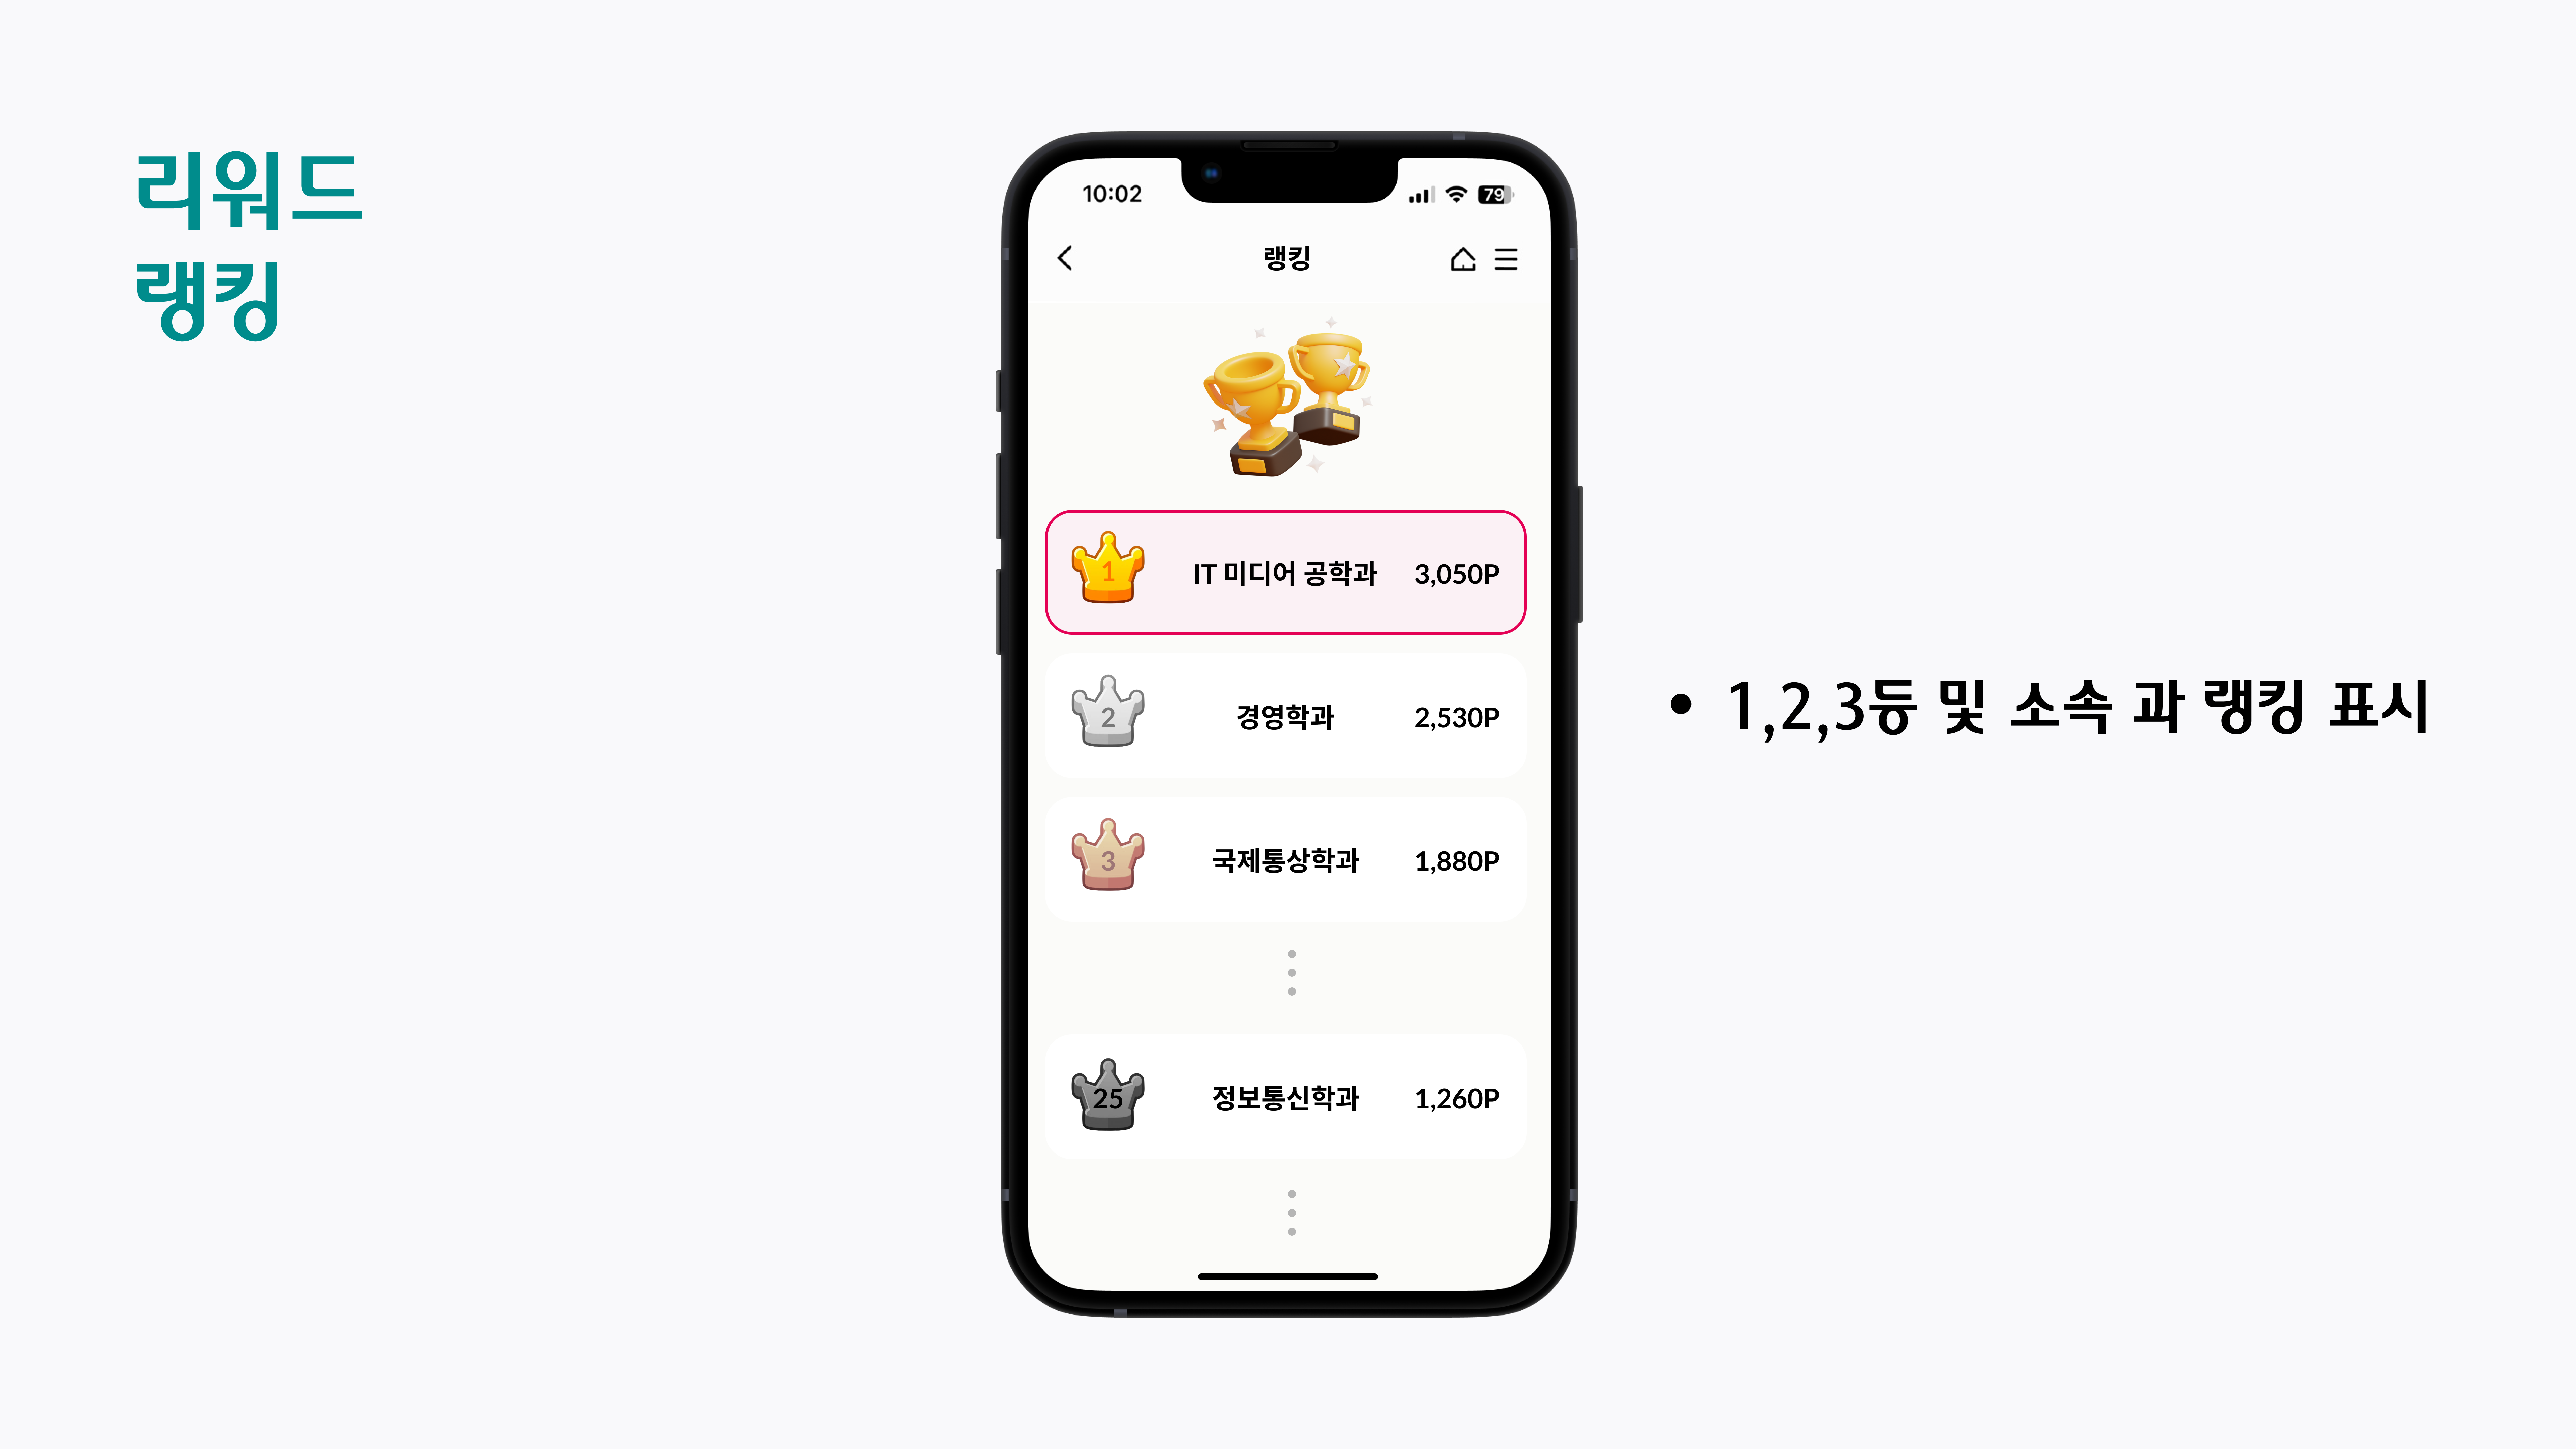 리워드
랭킹
10:02
79
랭킹
1
IT 미디어 공학과 3,050P
2
경영학과 2,530P
3
국제통상학과 1,880P
25
정보통신학과 1,260P
• 1,2,3등 및 소속 과 랭킹 표시